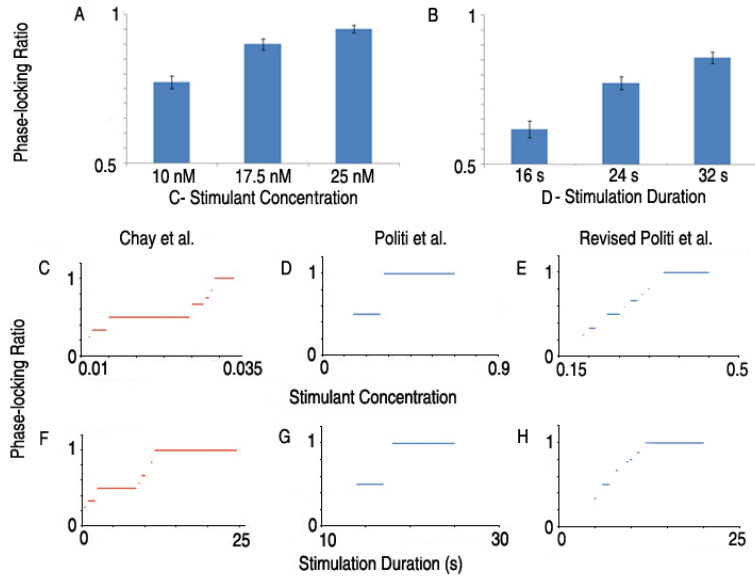 A
B
Phase-locking Ratio
1
0.5
10 nM 17.5 nM 25 nM
C- Stimulant Concentration
1
0.5
16 s 24 s 32 s
D - Stimulation Duration
Chay et al.
Politi et al.
Revised Politi et al.
C
1
0
0.01 0.035
D
1
0
0 0.9
E
1
0
0.15 0.5
Stimulant Concentration
Phase-locking Ratio
F
1
0
0 25
G
1
0
10 30
H
1
0
0 25
Stimulation Duration (s)